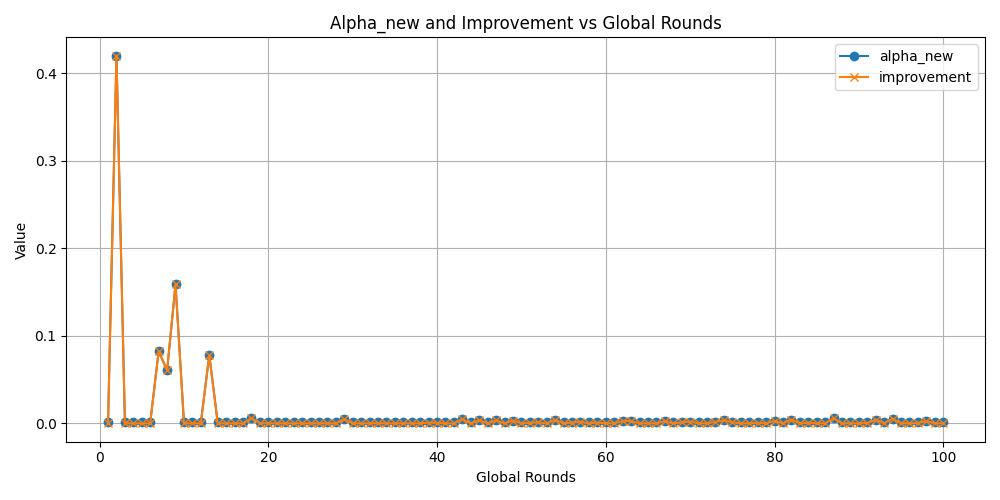 Alpha_new and Improvement vs Global Rounds
alpha_new
improvement
Value
0.4
0.3
0.2
0.1
0.0
0 20 40 60 80 100
Global Rounds